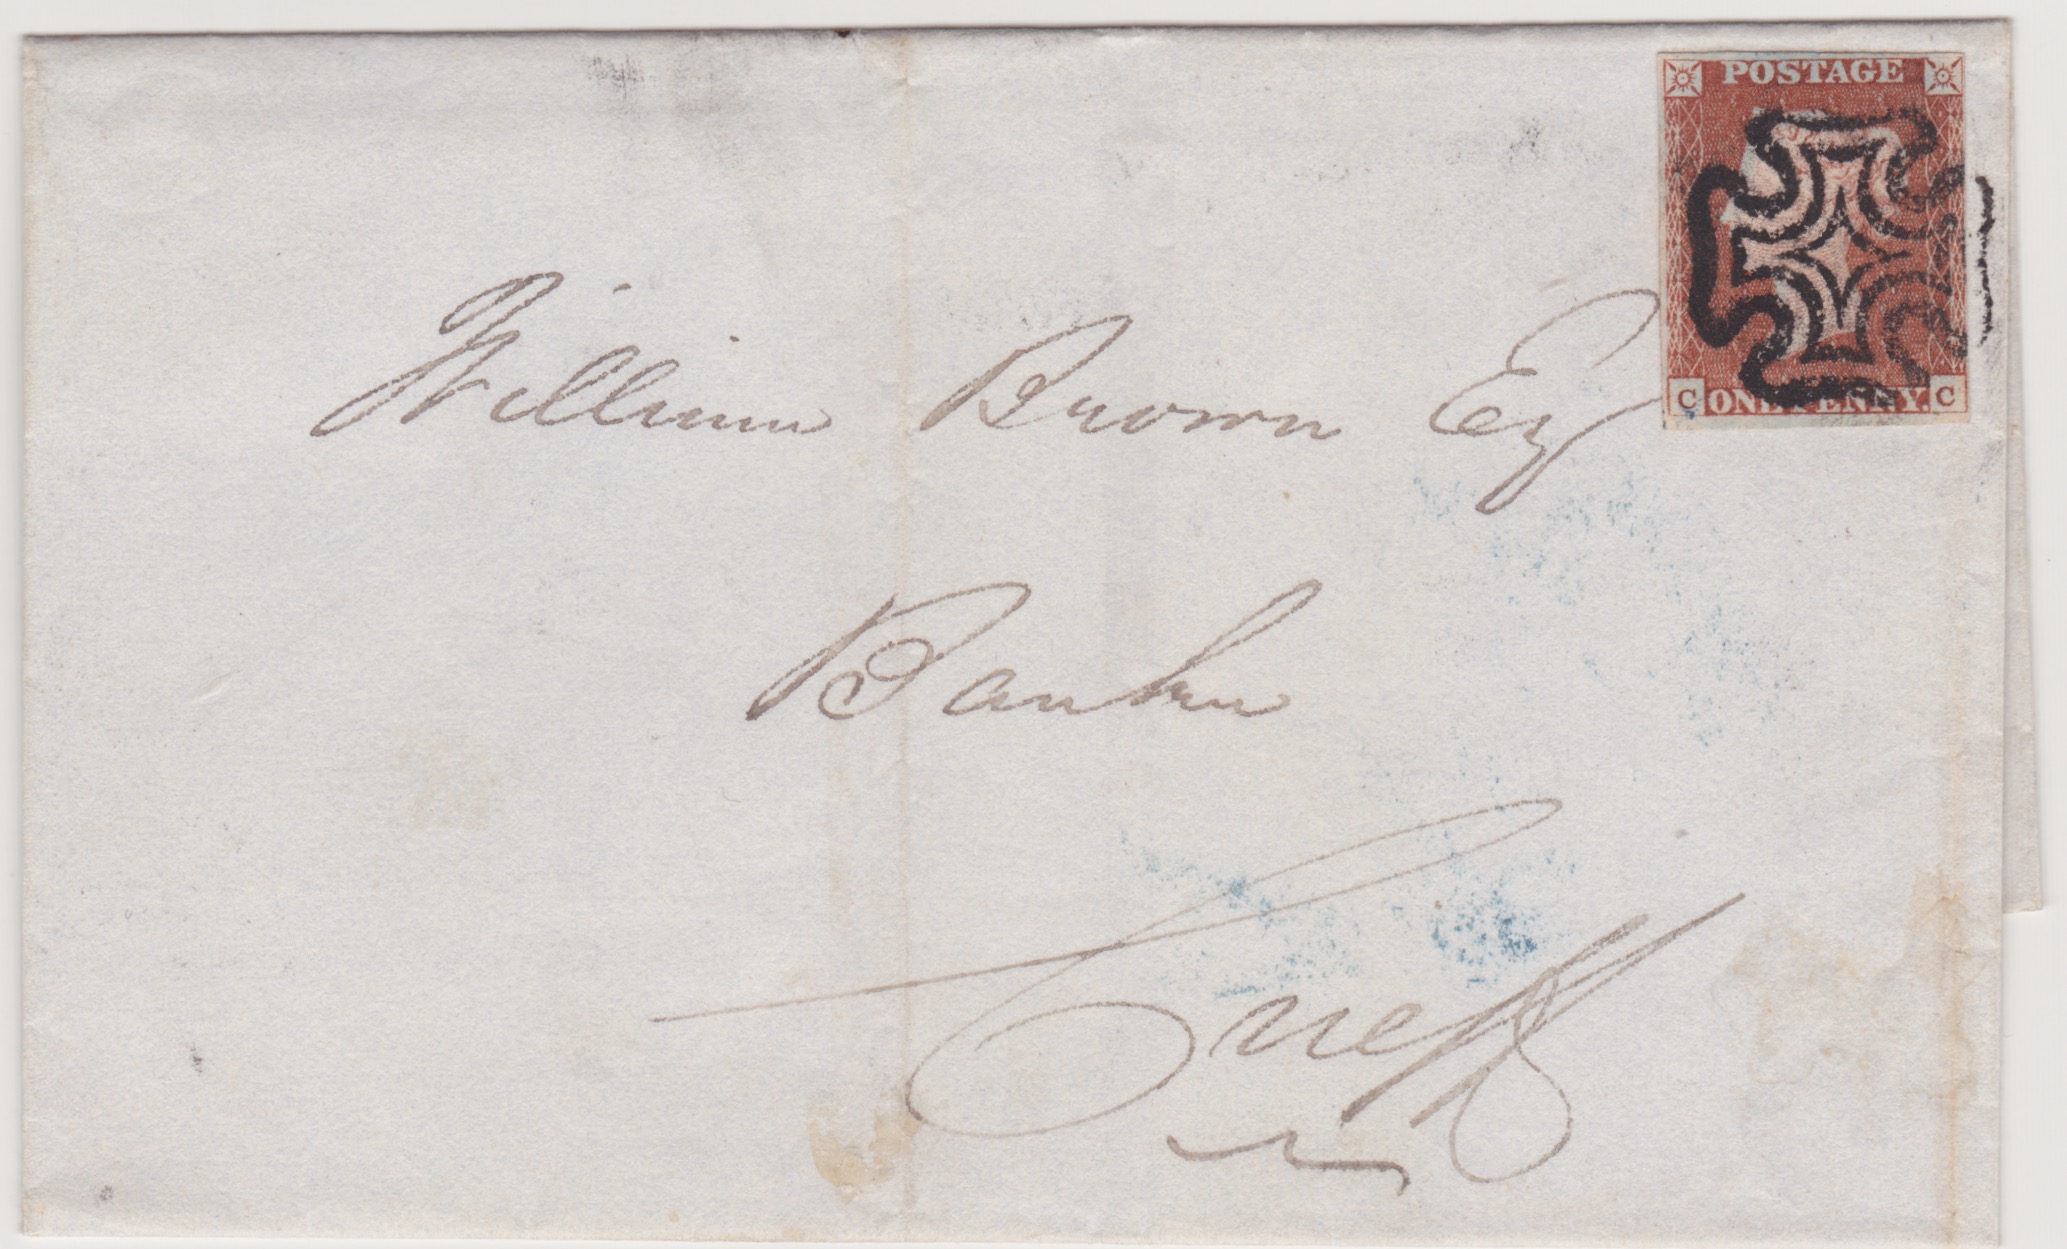 POSTAGE
C ONE PENNY. C
William Brown Esq
Banker
Crieff